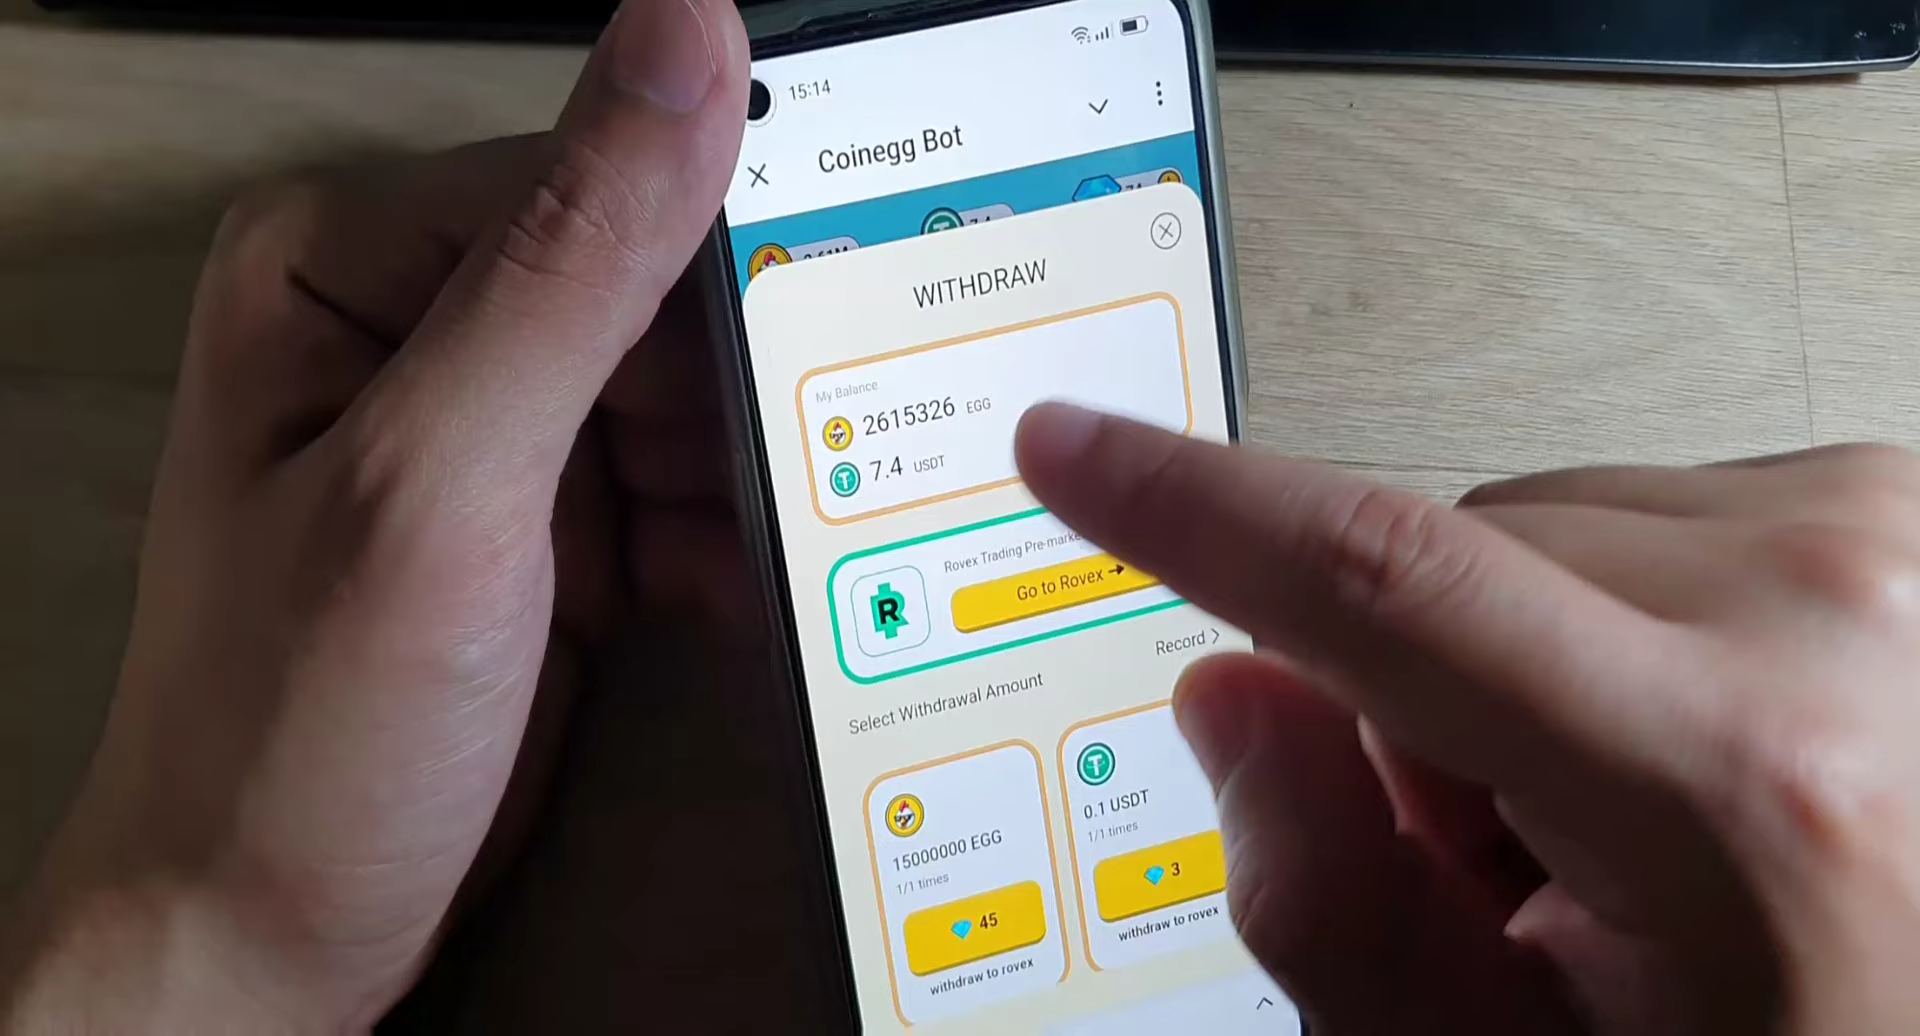 15:14
Coinegg Bot
WITHDRAW
My Balance
2615326 EGG
7.4 USDT
Rovex Trading
Go to Rovex →
Record >
Select Withdrawal Amount
15000000 EGG
1/1 times
45
withdraw to rovex
0.1 USDT
1/1 times
3
withdraw to rovex